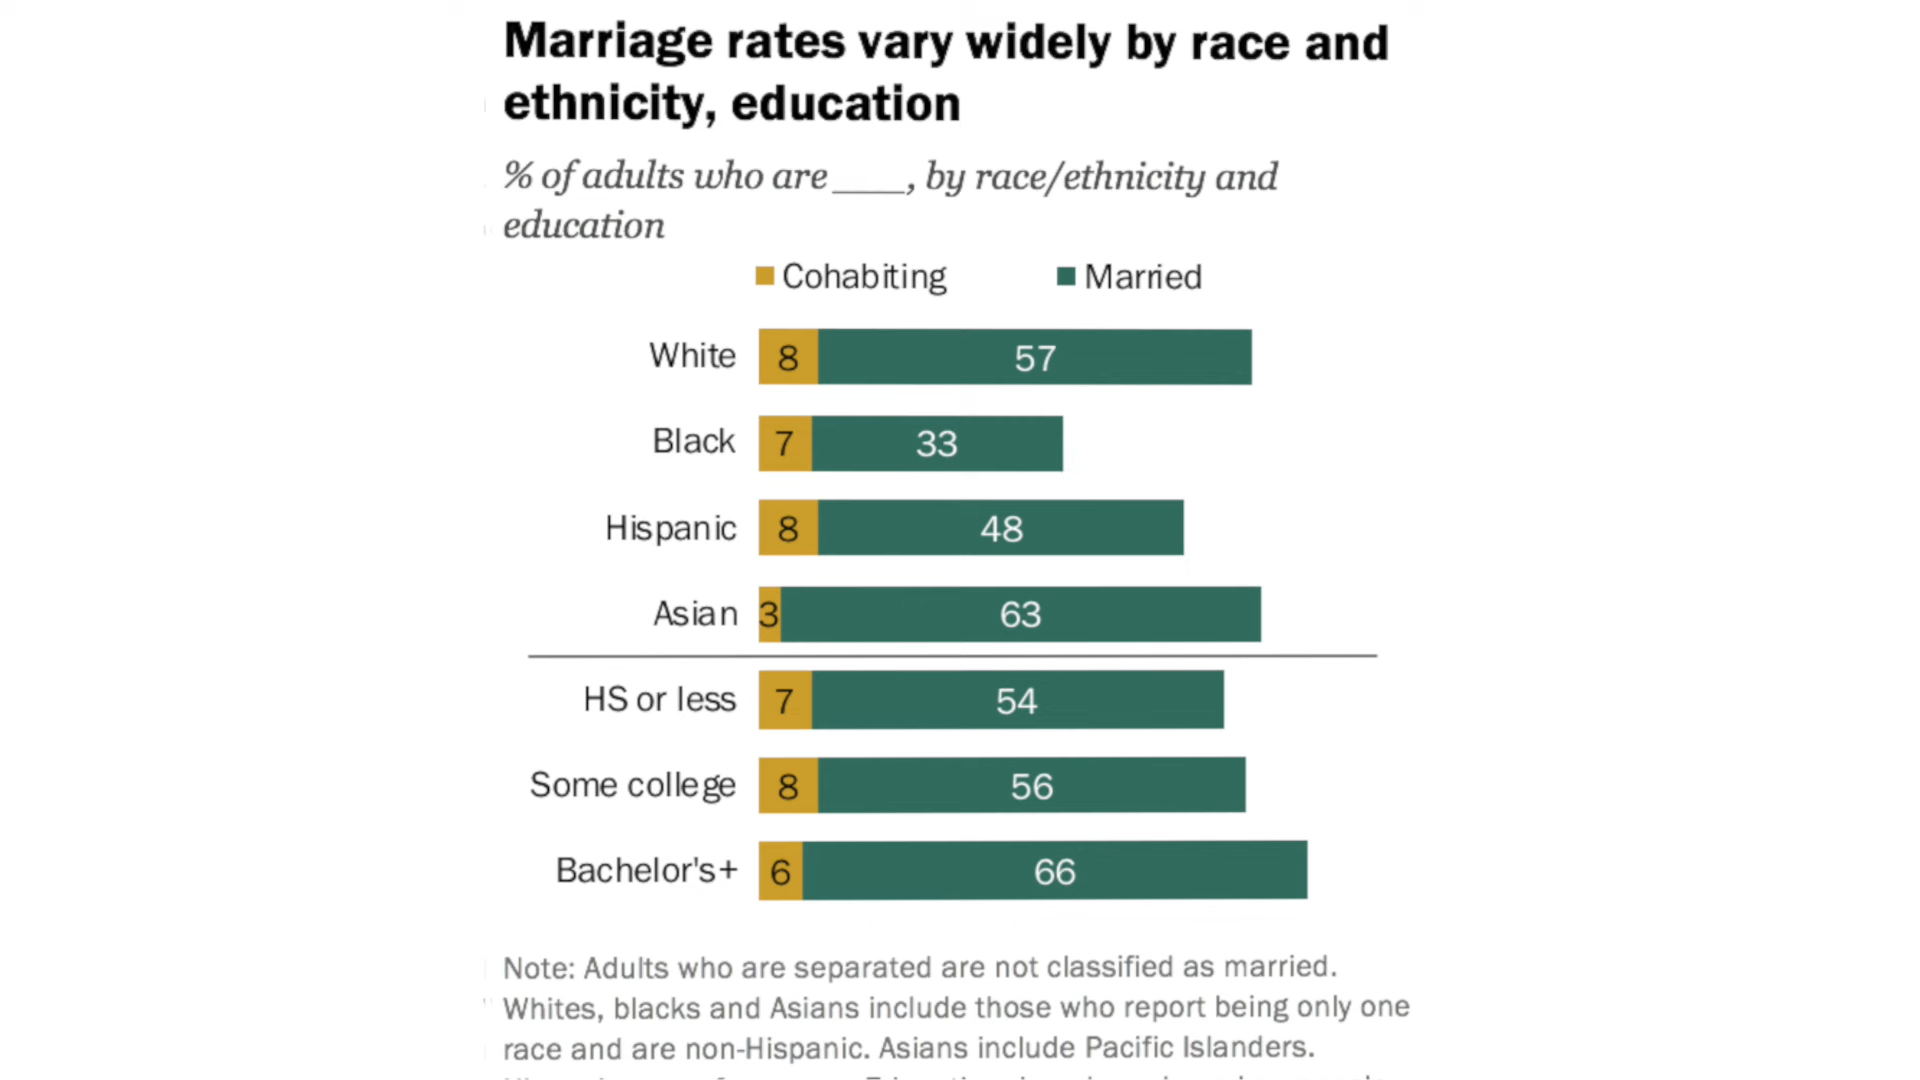 Marriage rates vary widely by race and
ethnicity, education
% of adults who are____, by race/ethnicity and
education
Cohabiting Married
White 8 57
Black 7 33
Hispanic 8 48
Asian 3 63
HS or less 7 54
Some college 8 56
Bachelor's+ 6 66
Note: Adults who are separated are not classified as married.
Whites, blacks and Asians include those who report being only one
race and are non-Hispanic. Asians include Pacific Islanders.